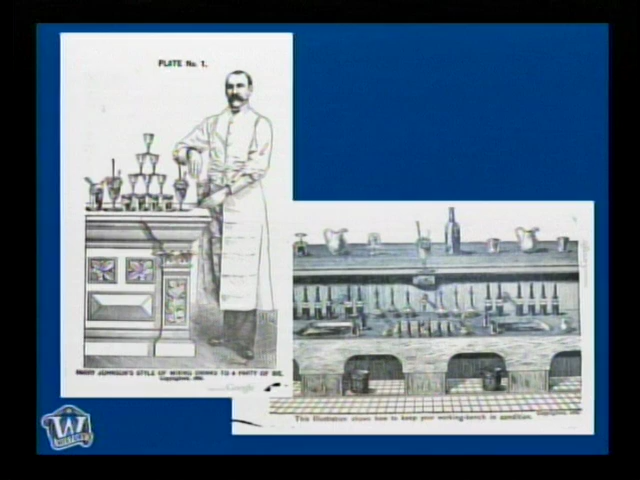 PLATE No. 1.
HARRY JOHNSON'S STYLE OF MIXING DRINKS TO A PARTY OF SIX.
This illustration shows how to keep your working-bench in condition.
W
HISTORY